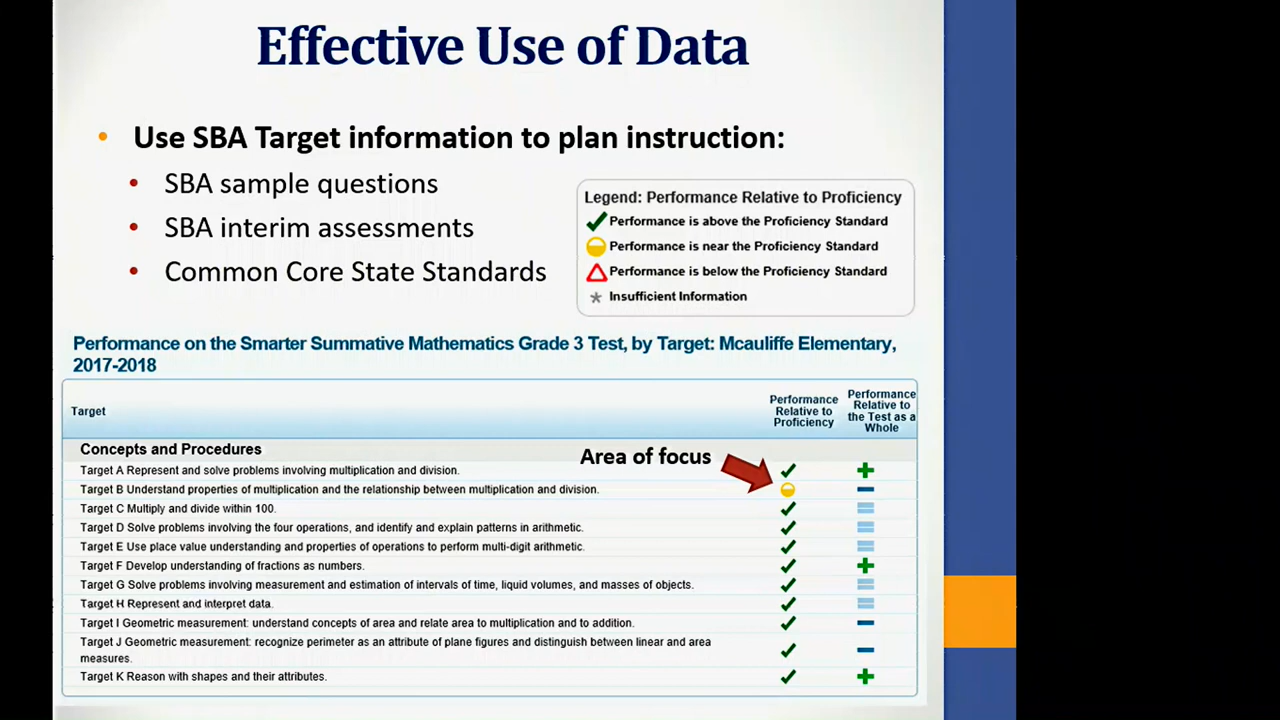 Effective Use of Data
• Use SBA Target information to plan instruction:
• SBA sample questions
• SBA interim assessments
• Common Core State Standards
Legend: Performance Relative to Proficiency
Performance is above the Proficiency Standard
Performance is near the Proficiency Standard
Performance is below the Proficiency Standard
* Insufficient Information
Performance on the Smarter Summative Mathematics Grade 3 Test, by Target: Mcauliffe Elementary,
2017-2018
Target
Performance
Relative to
Proficiency
Performance
Relative to
the Test as a
Whole
Concepts and Procedures
Area of focus
Target A Represent and solve problems involving multiplication and division.
Target B Understand properties of multiplication and the relationship between multiplication and division.
Target C Multiply and divide within 100.
Target D Solve problems involving the four operations, and identify and explain patterns in arithmetic.
Target E Use place value understanding and properties of operations to perform multi-digit arithmetic.
Target F Develop understanding of fractions as numbers.
Target G Solve problems involving measurement and estimation of intervals of time, liquid volumes, and masses of objects.
Target H Represent and interpret data.
Target I Geometric measurement: understand concepts of area and relate area to multiplication and to addition.
Target J Geometric measurement: recognize perimeter as an attribute of plane figures and distinguish between linear and area
measures.
Target K Reason with shapes and their attributes.